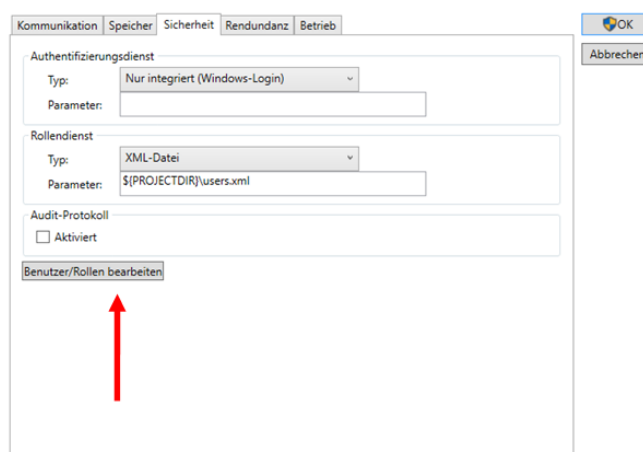 Kommunikation Speicher Sicherheit Rendundanz Betrieb
OK
Abbrechen
Authentifizierungsdienst
Typ: Nur integriert (Windows-Login)
Parameter:
Rollendienst
Typ: XML-Datei
Parameter: ${PROJECTDIR}\users.xml
Audit-Protokoll
Aktiviert
Benutzer/Rollen bearbeiten